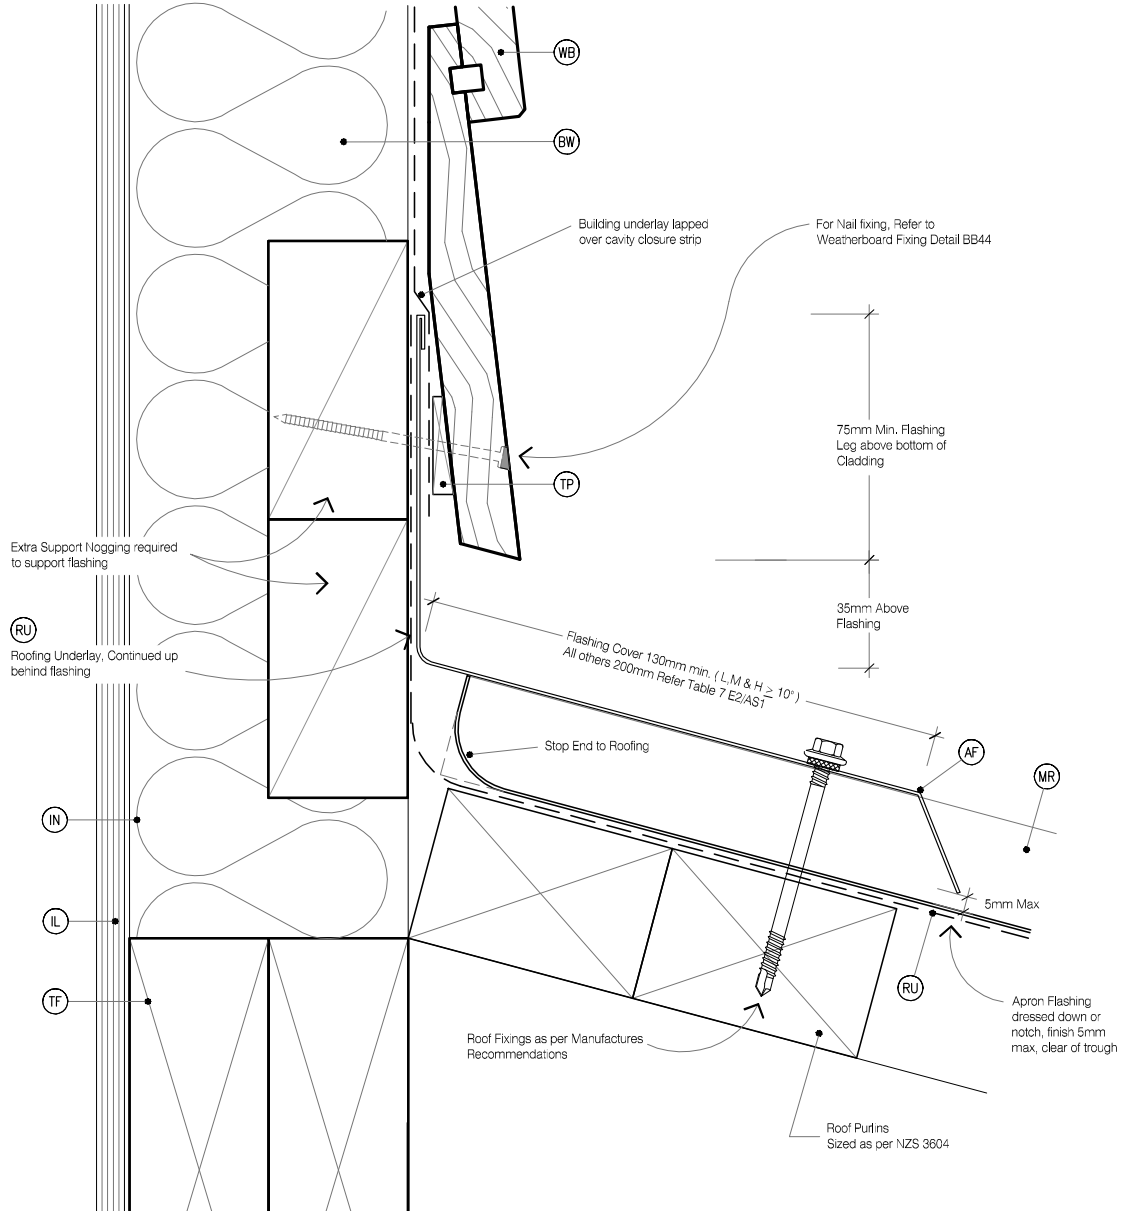 WB
BW
Building underlay lapped
over cavity closure strip
For Nail fixing, Refer to
Weatherboard Fixing Detail BB44
75mm Min. Flashing
Leg above bottom of
Cladding
TP
Extra Support Nogging required
to support flashing
35mm Above
Flashing
RU
Roofing Underlay, Continued up
behind flashing
Flashing Cover 130mm min. ( L,M & H ≥ 10° )
All others 200mm Refer Table 7 E2/AS1
Stop End to Roofing
AF
MR
IN
5mm Max
IL
RU
TF
Apron Flashing
dressed down or
notch, finish 5mm
max, clear of trough
Roof Fixings as per Manufactures
Recommendations
Roof Purlins
Sized as per NZS 3604